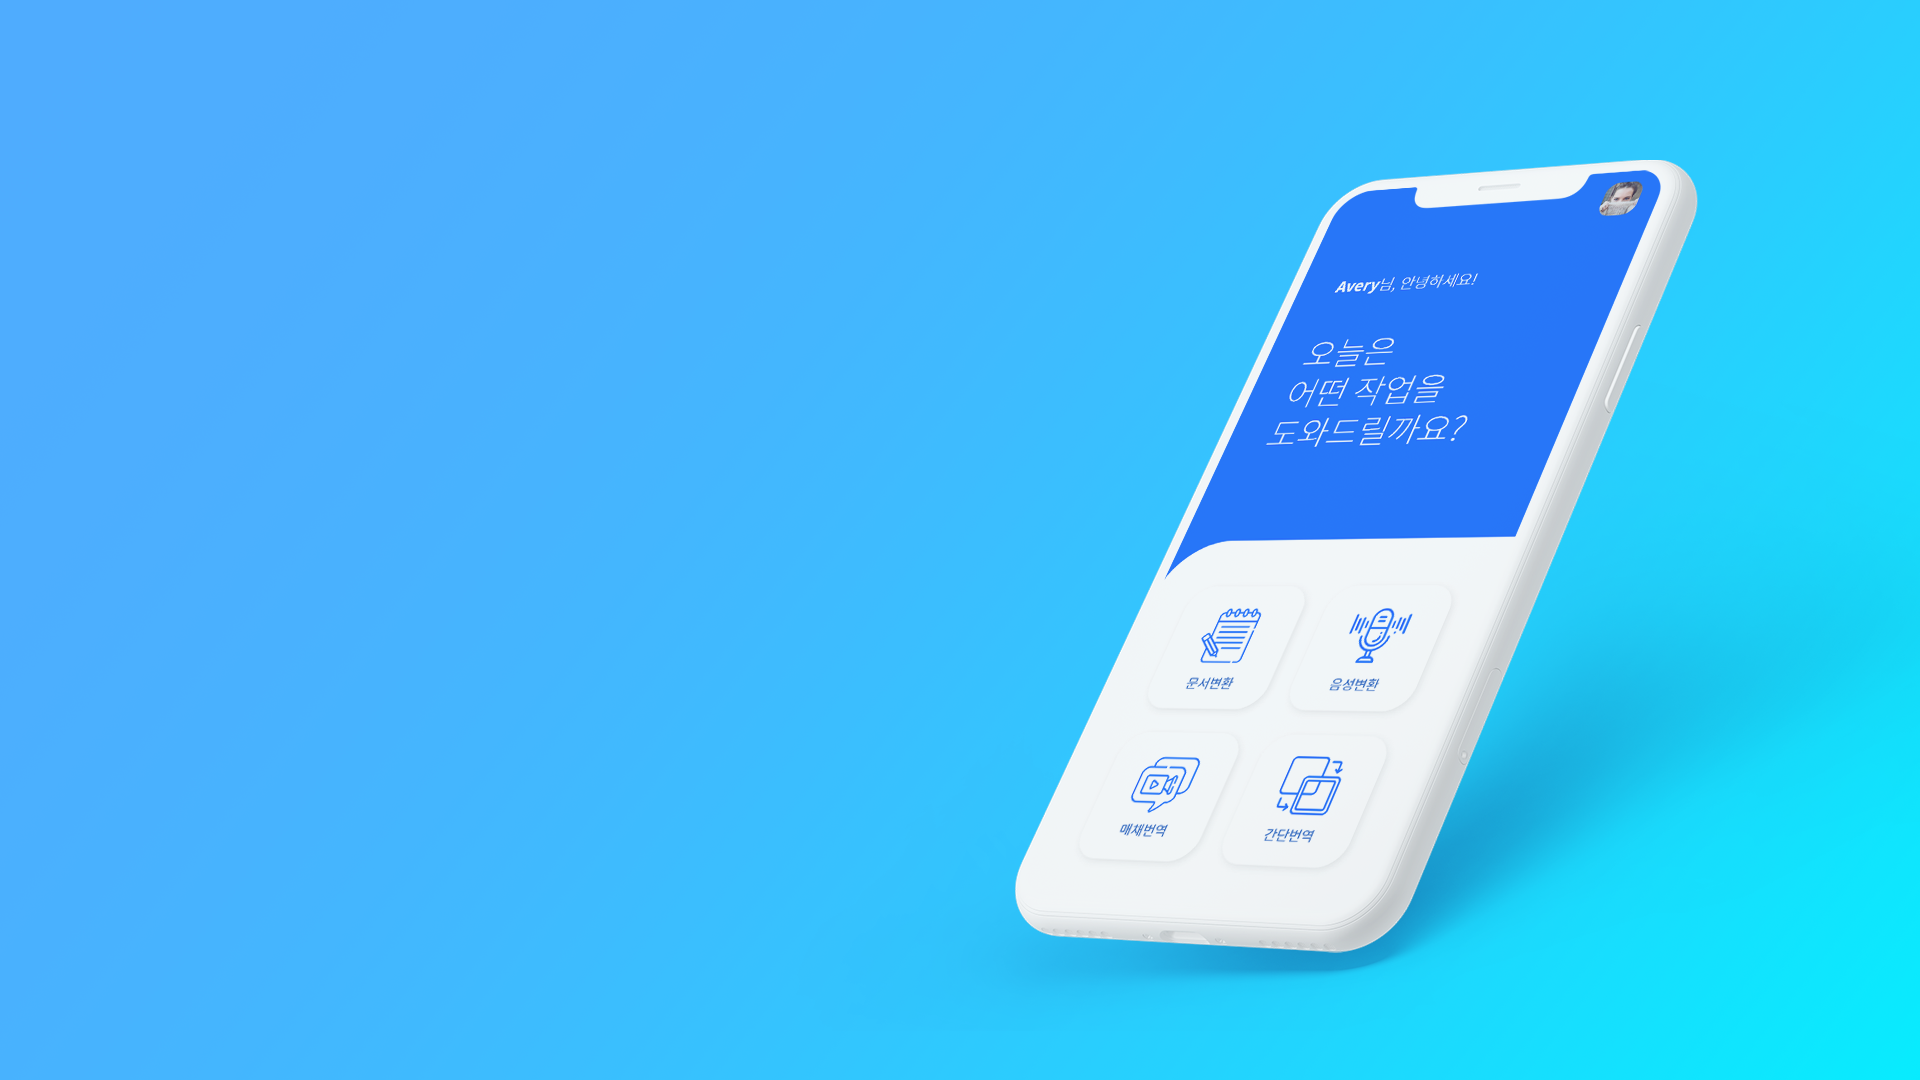 Avery님, 안녕하세요!
오늘은
어떤 작업을
도와드릴까요?
문서변환
음성변환
매체번역
간단번역